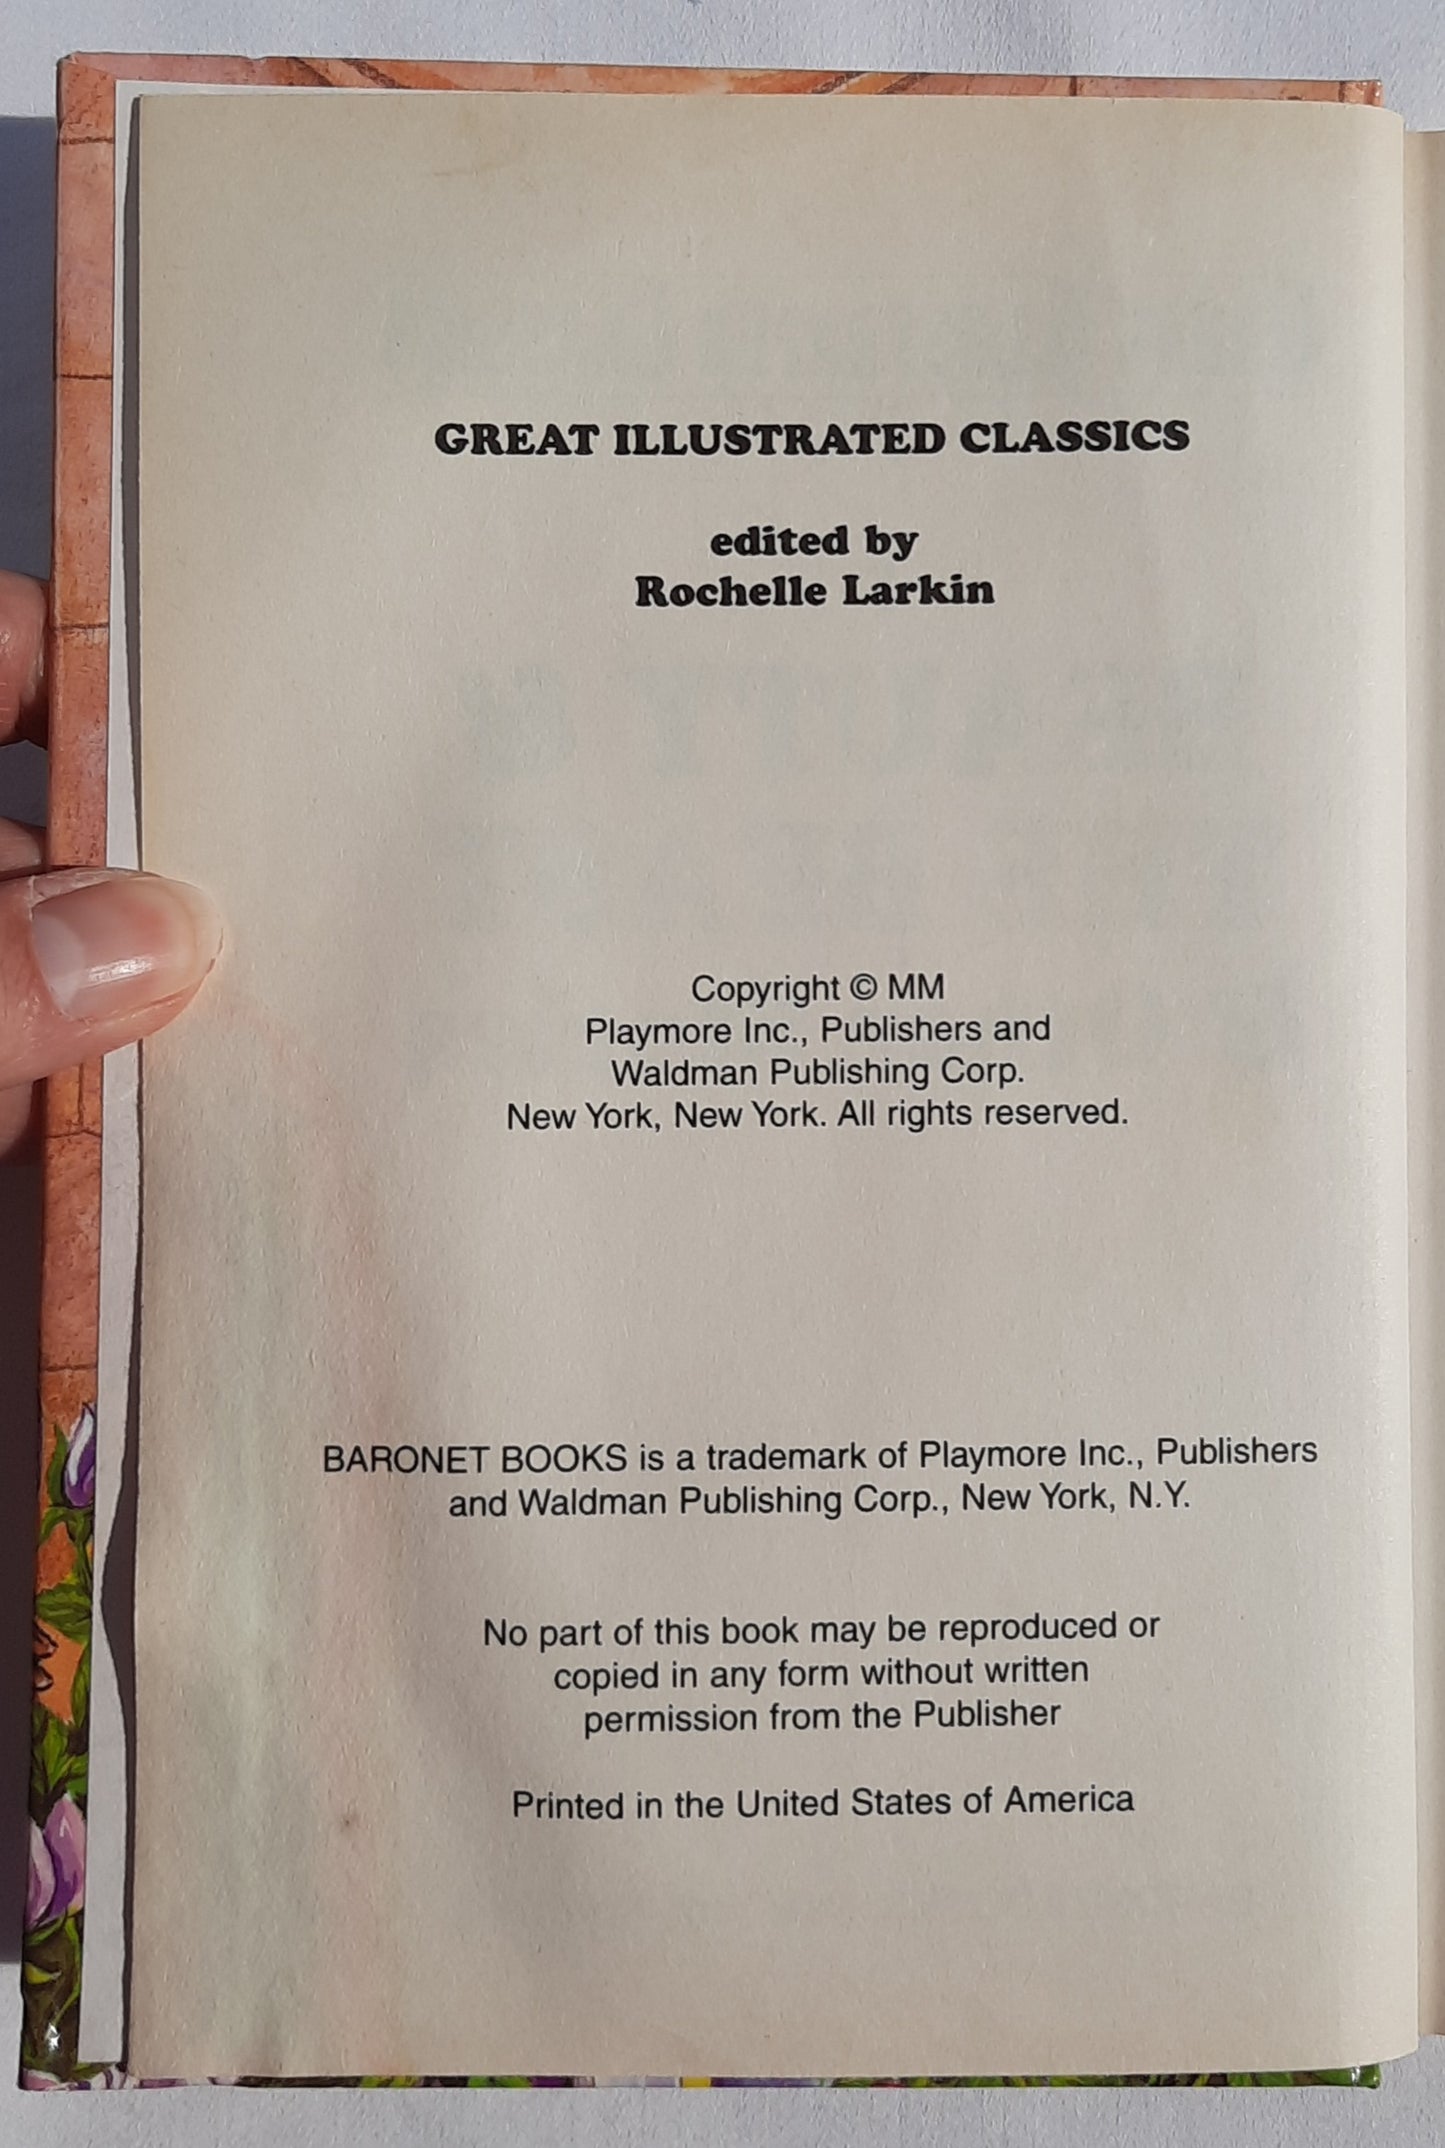 GREAT ILLUSTRATED CLASSICS
edited by
Rochelle Larkin
Copyright © MM
Playmore Inc., Publishers and
Waldman Publishing Corp.
New York, New York. All rights reserved.
BARONET BOOKS is a trademark of Playmore Inc., Publishers
and Waldman Publishing Corp., New York, N.Y.
No part of this book may be reproduced or
copied in any form without written
permission from the Publisher
Printed in the United States of America